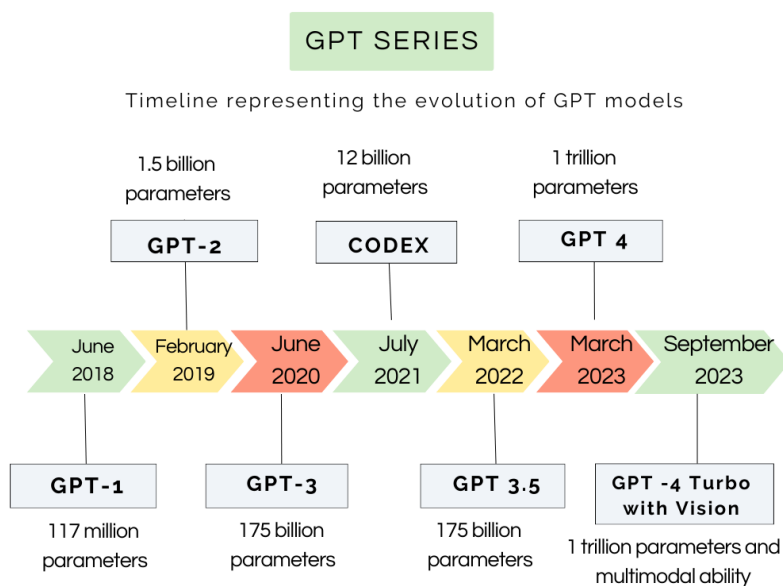 GPT SERIES
Timeline representing the evolution of GPT models
1.5 billion
parameters
12 billion
parameters
1 trillion
parameters
GPT-2
CODEX
GPT 4
June
2018
February
2019
June
2020
July
2021
March
2022
March
2023
September
2023
GPT-1
GPT-3
GPT 3.5
GPT -4 Turbo
with Vision
117 million
parameters
175 billion
parameters
175 billion
parameters
1 trillion parameters and
multimodal ability